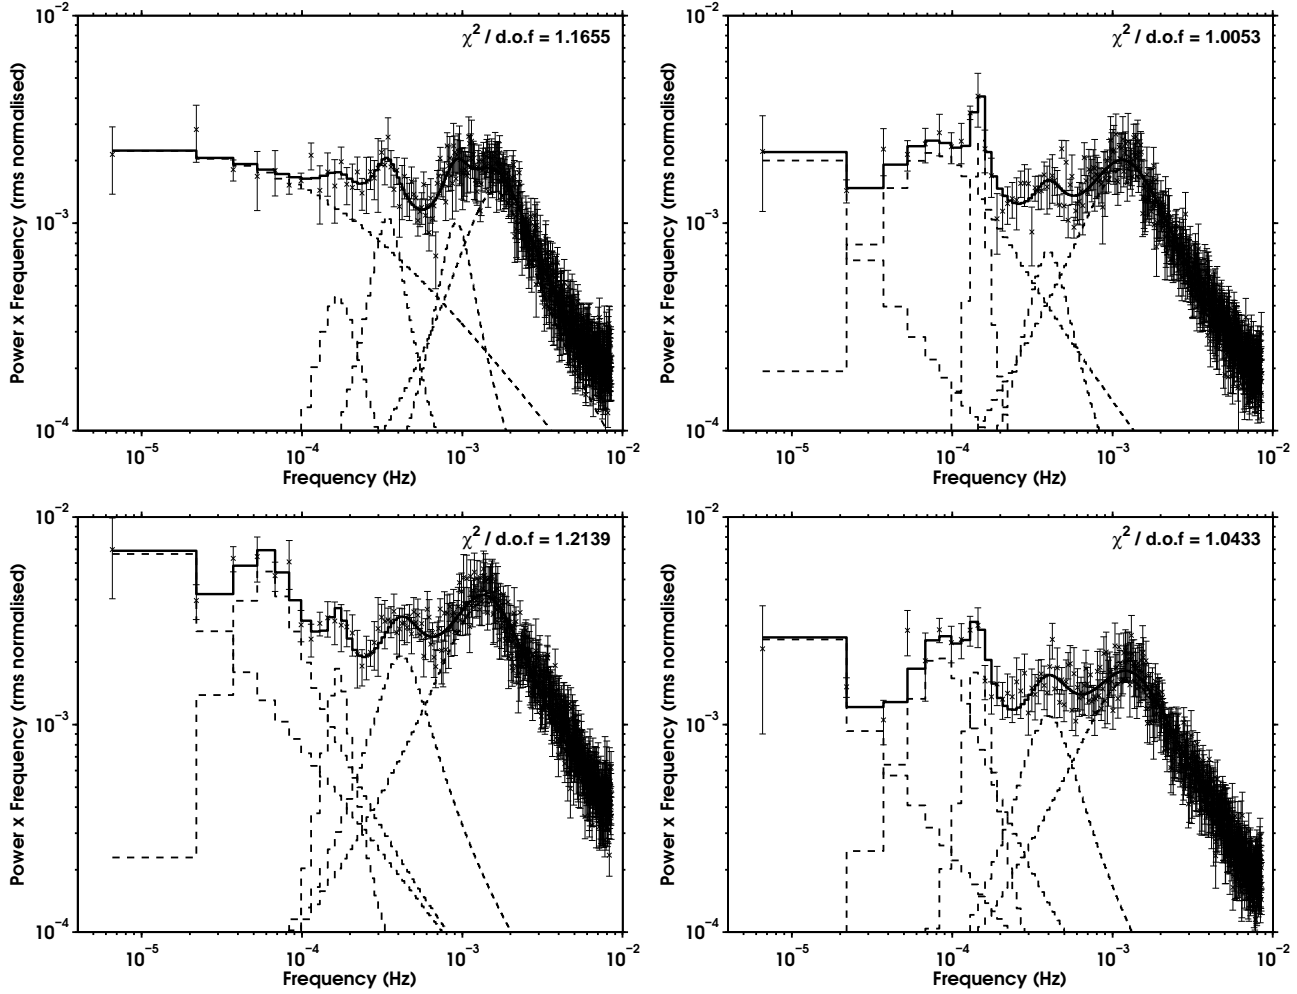 10⁻²
χ² / d.o.f = 1.1655
10⁻³
10⁻⁴
Power x Frequency (rms normalised)
10⁻⁵ 10⁻⁴ 10⁻³ 10⁻²
Frequency (Hz)
10⁻²
χ² / d.o.f = 1.0053
10⁻³
10⁻⁴
Power x Frequency (rms normalised)
10⁻⁵ 10⁻⁴ 10⁻³ 10⁻²
Frequency (Hz)
10⁻²
χ² / d.o.f = 1.2139
10⁻³
10⁻⁴
Power x Frequency (rms normalised)
10⁻⁵ 10⁻⁴ 10⁻³ 10⁻²
Frequency (Hz)
10⁻²
χ² / d.o.f = 1.0433
10⁻³
10⁻⁴
Power x Frequency (rms normalised)
10⁻⁵ 10⁻⁴ 10⁻³ 10⁻²
Frequency (Hz)